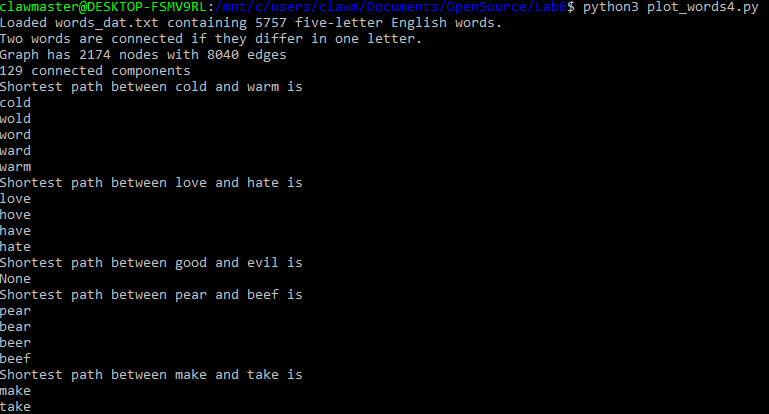 clawmaster@DESKTOP-FSMV9RL:/mnt/c/users/clawm/Documents/OpenSource/Lab6$ python3 plot_words4.py
Loaded words_dat.txt containing 5757 five-letter English words.
Two words are connected if they differ in one letter.
Graph has 2174 nodes with 8040 edges
129 connected components
Shortest path between cold and warm is
cold
wold
word
ward
warm
Shortest path between love and hate is
love
hove
have
hate
Shortest path between good and evil is
None
Shortest path between pear and beef is
pear
bear
beer
beef
Shortest path between make and take is
make
take